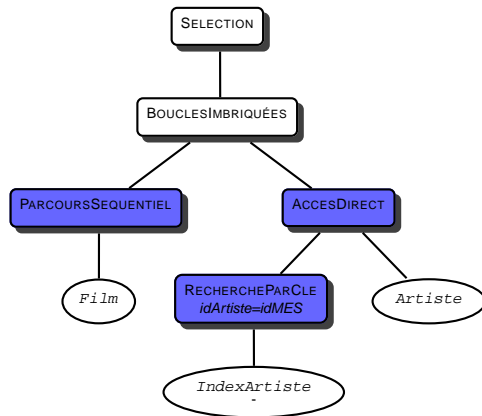 SELECTION
BOUCLESIMBRIQUÉES
PARCOURSSEQUENTIEL
ACCESDIRECT
RECHERCHEPARCLE
idArtiste=idMES
Film
Artiste
IndexArtiste
-